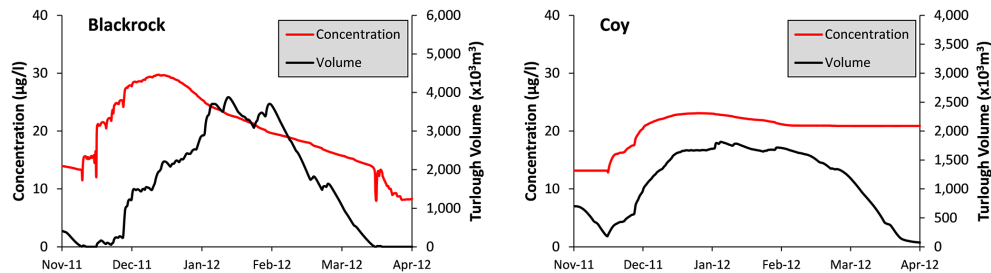 Blackrock
Concentration
Volume
Concentration (µg/l)
40
30
20
10
0
6,000
5,000
4,000
3,000
2,000
1,000
0
Turlough Volume (x10³m³)
Nov-11 Dec-11 Jan-12 Feb-12 Mar-12 Apr-12
Coy
Concentration
Volume
Concentration (µg/l)
40
30
20
10
0
4,000
3,500
3,000
2,500
2,000
1,500
1,000
500
0
Turlough Volume (x10³m³)
Nov-11 Dec-11 Jan-12 Feb-12 Mar-12 Apr-12